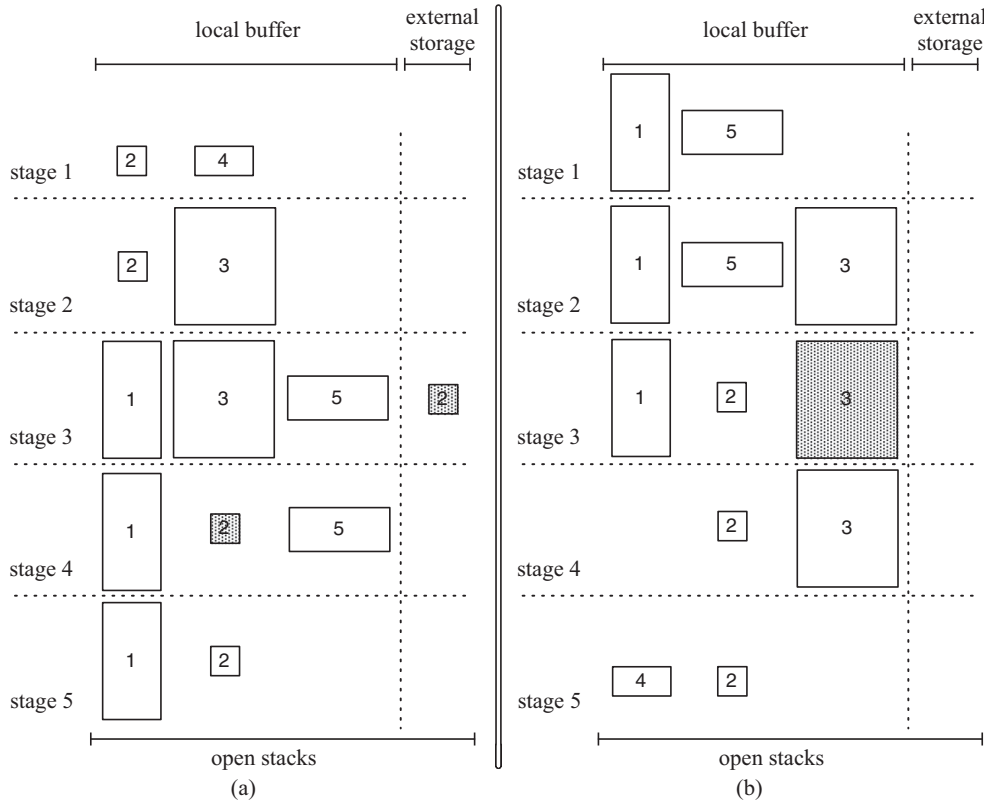 local buffer
external
storage
stage 1
2
4
stage 2
2
3
stage 3
1
3
5
2
stage 4
1
2
5
stage 5
1
2
open stacks
(a)
local buffer
external
storage
stage 1
1
5
stage 2
1
5
3
stage 3
1
2
3
stage 4
2
3
stage 5
4
2
open stacks
(b)